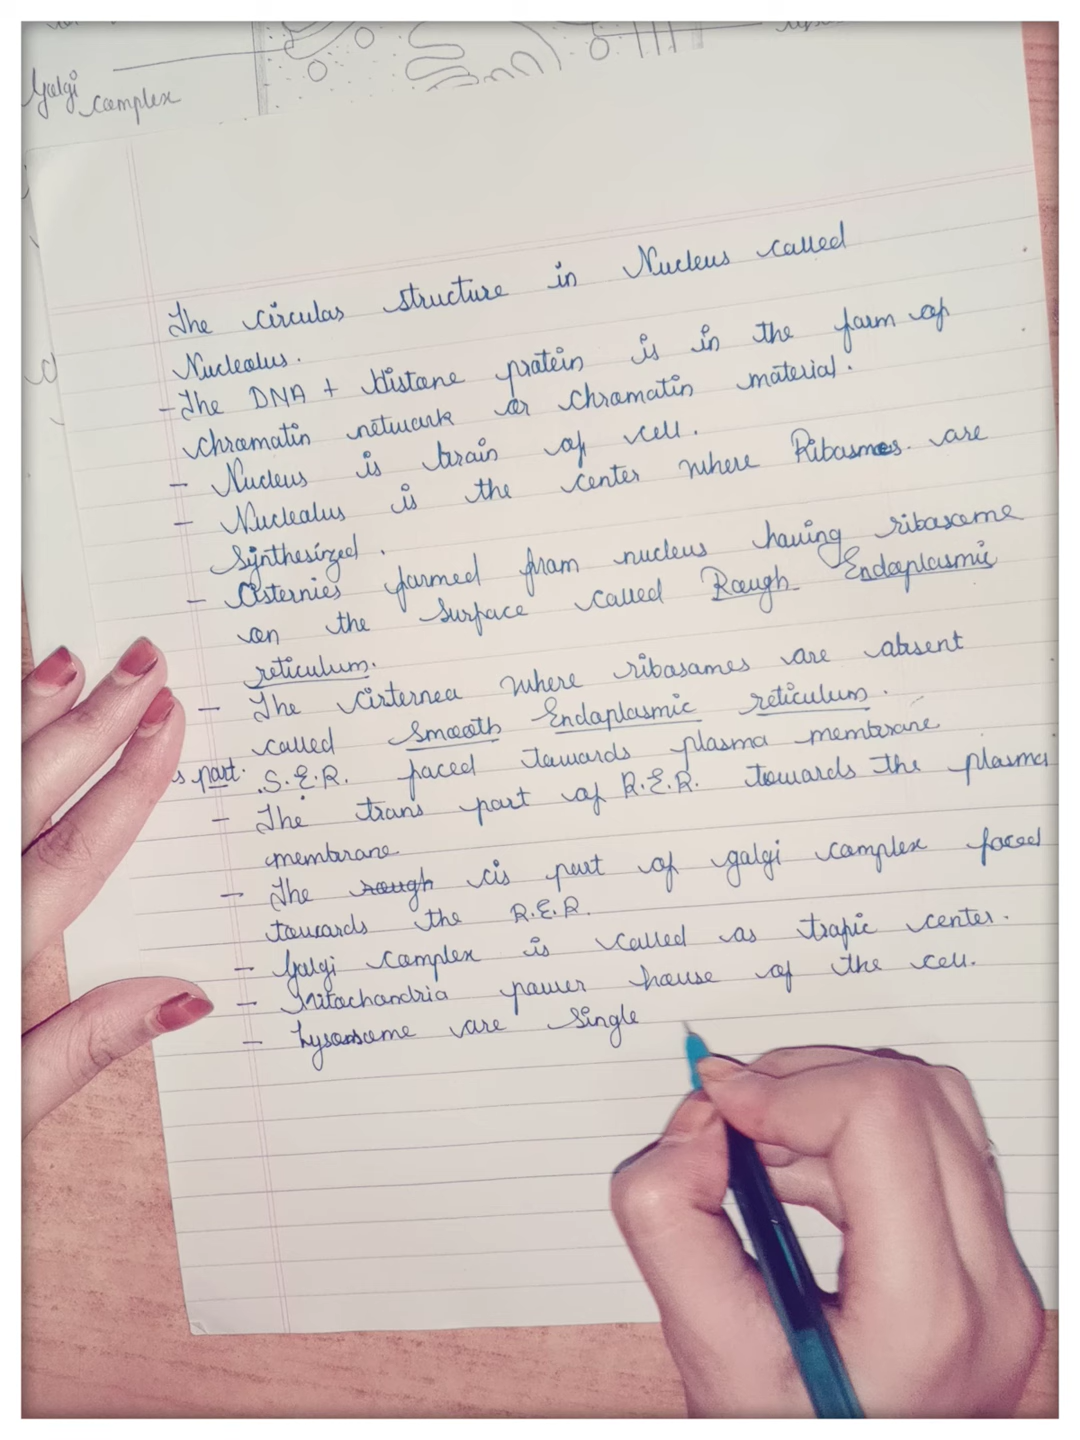 Golgi
complex
The circular structure in Nucleus called
Nucleolus.
- The DNA + Histone protein is in the form of
chromatin network or chromatin material.
- Nucleus is brain of cell.
- Nucleolus is the center where Ribosmes. are
Synthesized.
- Cisternies formed from nucleus having ribosome
on the surface called Rough Endoplasmic
reticulum.
- The Cirsternea where ribosomes are absent
called Smooth Endoplasmic reticulum.
s part. S.E.R. faced towards plasma membrane
- The trans part of R.E.R. towards the plasma
membrane
- The rough cis part of golgi complex faced
towards the R.E.R.
- Golgi complex is called as trafic center.
- Mitochondria power house of the cell.
- Lysosome are Single